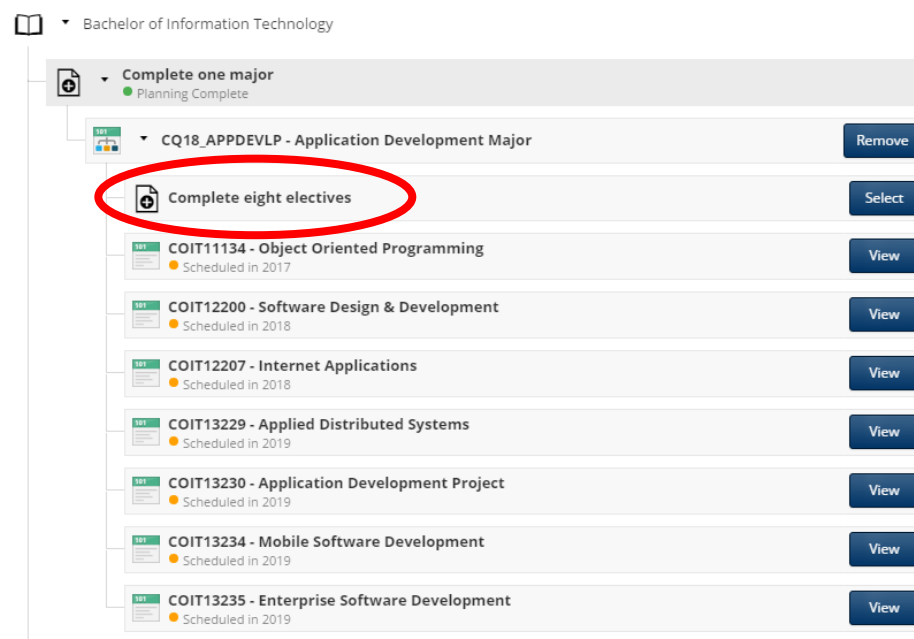 Bachelor of Information Technology
Complete one major
Planning Complete
CQ18_APPDEVLP - Application Development Major
Remove
Complete eight electives
Select
COIT11134 - Object Oriented Programming
Scheduled in 2017
View
COIT12200 - Software Design & Development
Scheduled in 2018
View
COIT12207 - Internet Applications
Scheduled in 2018
View
COIT13229 - Applied Distributed Systems
Scheduled in 2019
View
COIT13230 - Application Development Project
Scheduled in 2019
View
COIT13234 - Mobile Software Development
Scheduled in 2019
View
COIT13235 - Enterprise Software Development
Scheduled in 2019
View
101
101
101
101
101
101
101
101